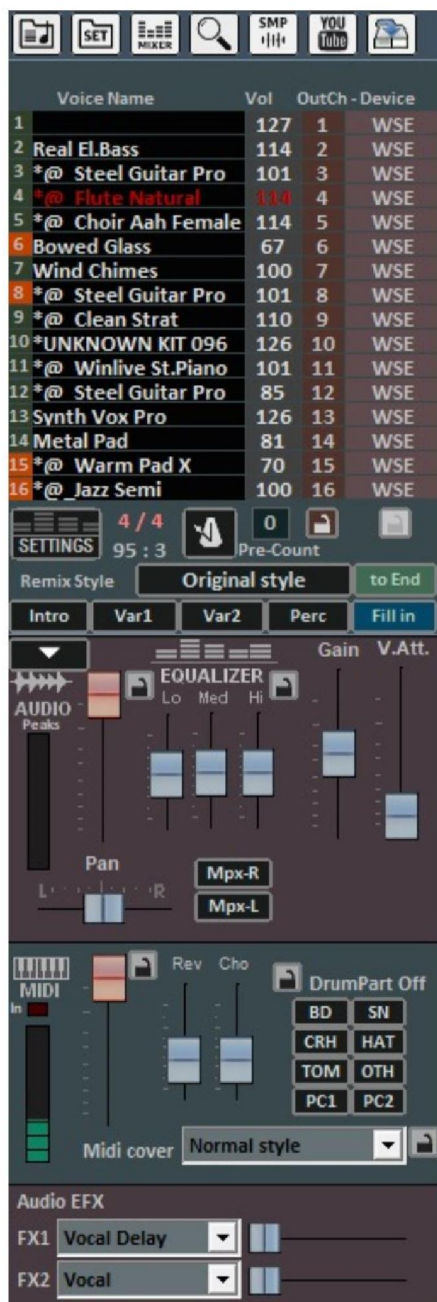 SET MIXER SMP YOU Tube
Voice Name Vol OutCh - Device
1 127 1 WSE
2 Real El.Bass 114 2 WSE
3 *@ Steel Guitar Pro 101 3 WSE
4 *@ Flute Natural 114 4 WSE
5 *@ Choir Aah Female 114 5 WSE
6 Bowed Glass 67 6 WSE
7 Wind Chimes 100 7 WSE
8 *@ Steel Guitar Pro 101 8 WSE
9 *@ Clean Strat 110 9 WSE
10 *UNKNOWN KIT 096 126 10 WSE
11 *@ Winlive St.Piano 101 11 WSE
12 *@ Steel Guitar Pro 85 12 WSE
13 Synth Vox Pro 126 13 WSE
14 Metal Pad 81 14 WSE
15 *@ Warm Pad X 70 15 WSE
16 *@_Jazz Semi 100 16 WSE
4 / 4 0
SETTINGS 95 : 3 Pre-Count
Remix Style Original style to End
Intro Var1 Var2 Perc Fill in
Gain V.Att.
EQUALIZER
AUDIO Lo Med Hi
Peaks
Pan
L R
Mpx-R
Mpx-L
Rev Cho
MIDI DrumPart Off
In
BD SN
CRH HAT
TOM OTH
PC1 PC2
Midi cover Normal style
Audio EFX
FX1 Vocal Delay
FX2 Vocal